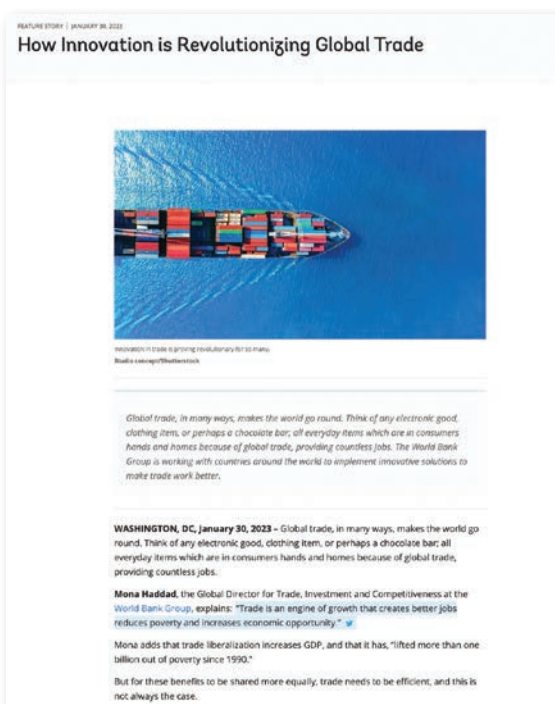 FEATURE STORY | JANUARY 30, 2023
How Innovation is Revolutionizing Global Trade
Innovation in trade is proving revolutionary for so many.
Studio concept/Shutterstock
Global trade, in many ways, makes the world go round. Think of any electronic good,
clothing item, or perhaps a chocolate bar; all everyday items which are in consumers
hands and homes because of global trade, providing countless jobs. The World Bank
Group is working with countries around the world to implement innovative solutions to
make trade work better.
WASHINGTON, DC, January 30, 2023 – Global trade, in many ways, makes the world go
round. Think of any electronic good, clothing item, or perhaps a chocolate bar; all
everyday items which are in consumers hands and homes because of global trade,
providing countless jobs.
Mona Haddad, the Global Director for Trade, Investment and Competitiveness at the
World Bank Group, explains: "Trade is an engine of growth that creates better jobs
reduces poverty and increases economic opportunity."
Mona adds that trade liberalization increases GDP, and that it has, "lifted more than one
billion out of poverty since 1990."
But for these benefits to be shared more equally, trade needs to be efficient, and this is
not always the case.